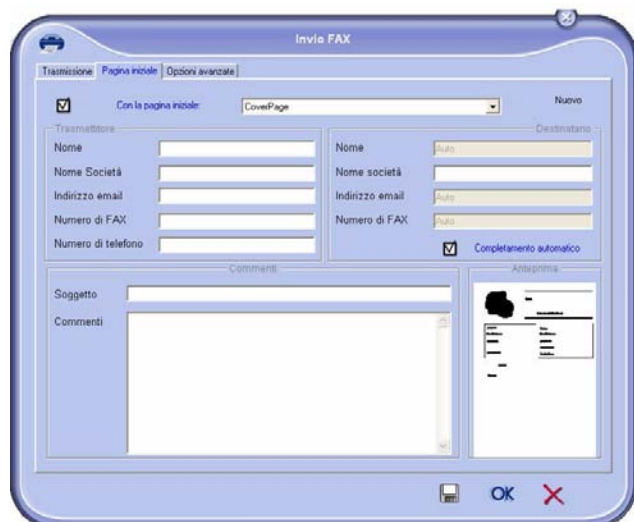 Invio FAX
Trasmissione Pagina iniziale Opzioni avanzate
Con la pagina iniziale: CoverPage Nuovo
Trasmettitore Destinatario
Nome Nome Auto
Nome Società Nome società
Indirizzo email Indirizzo email Auto
Numero di FAX Numero di FAX Auto
Numero di telefono Completamento automatico
Commenti Anteprima
Soggetto
Commenti
OK